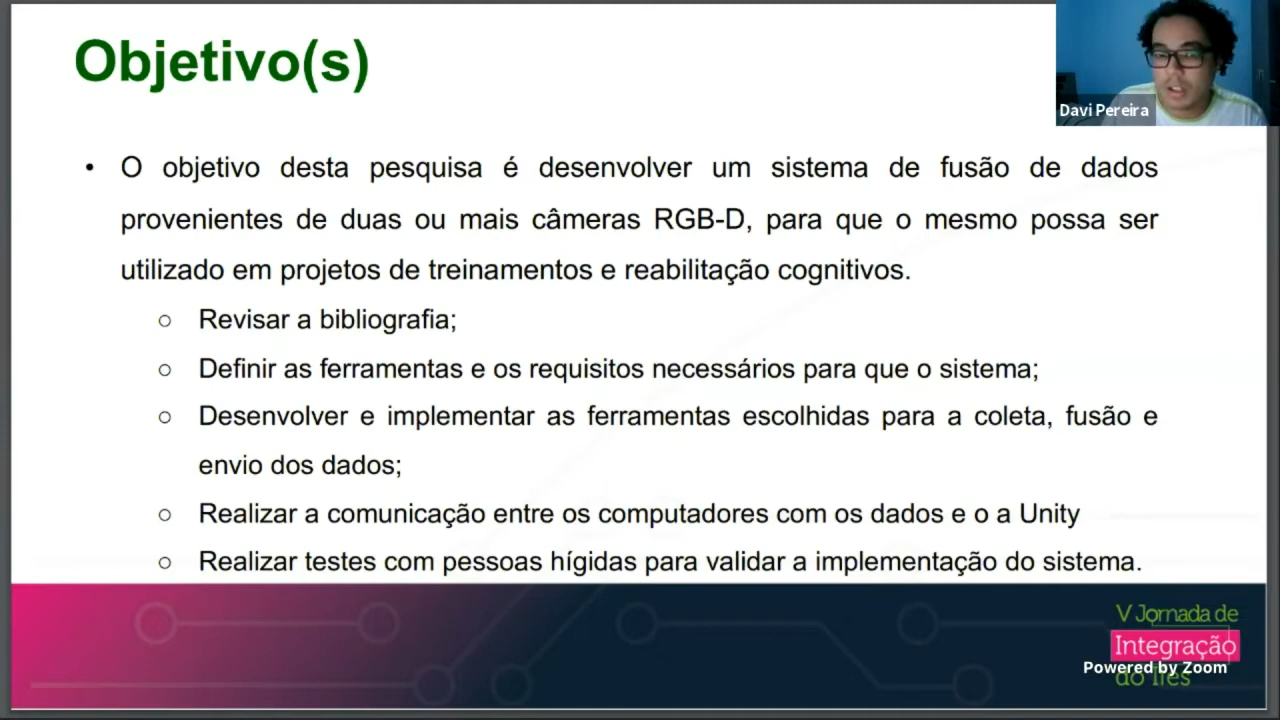 Objetivo(s)
Davi Pereira
• O objetivo desta pesquisa é desenvolver um sistema de fusão de dados
provenientes de duas ou mais câmeras RGB-D, para que o mesmo possa ser
utilizado em projetos de treinamentos e reabilitação cognitivos.
○ Revisar a bibliografia;
○ Definir as ferramentas e os requisitos necessários para que o sistema;
○ Desenvolver e implementar as ferramentas escolhidas para a coleta, fusão e
envio dos dados;
○ Realizar a comunicação entre os computadores com os dados e o a Unity
○ Realizar testes com pessoas hígidas para validar a implementação do sistema.
V Jornada de
Integração
Powered by Zoom
do Ifes